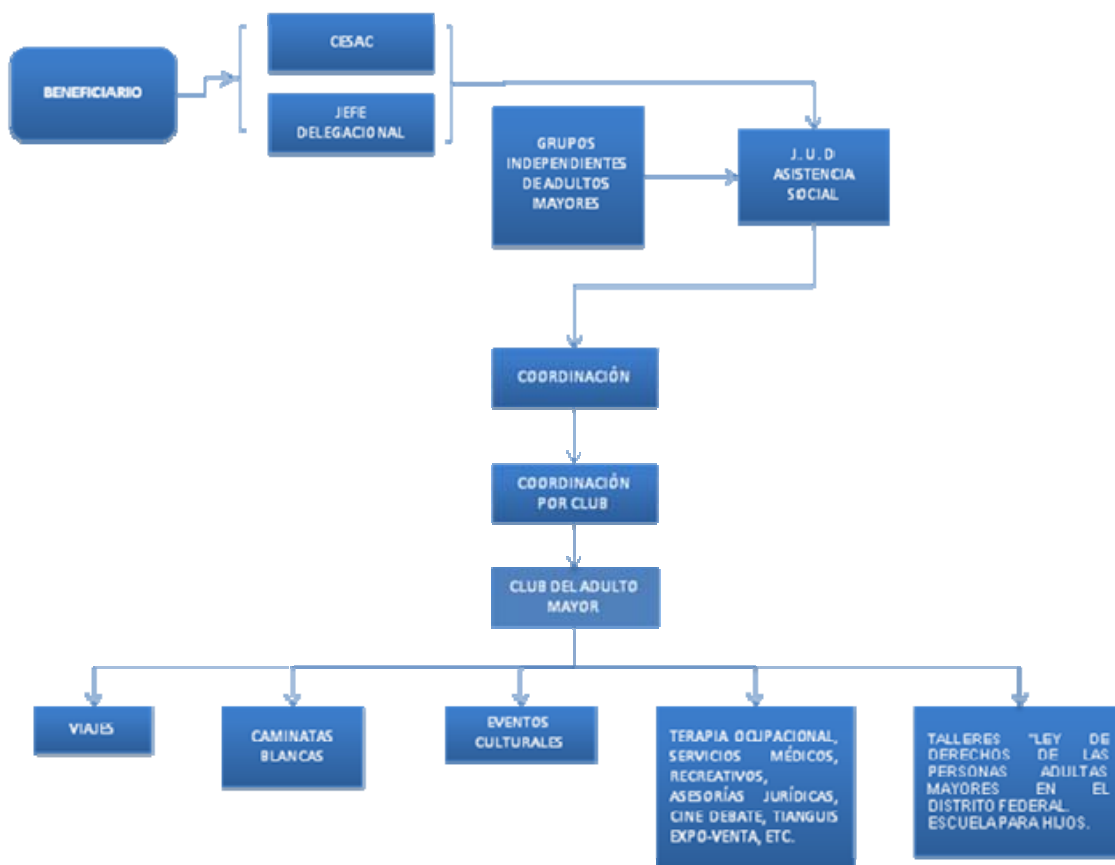 BENEFICIARIO
CESAC
JEFE
DELEGACIONAL
GRUPOS
INDEPENDIENTES
DE ADULTOS
MAYORES
J. U. D
ASISTENCIA
SOCIAL
COORDINACIÓN
COORDINACIÓN
POR CLUB
CLUB DEL ADULTO
MAYOR
VIAJES
CAMINATAS
BLANCAS
EVENTOS
CULTURALES
TERAPIA OCUPACIONAL,
SERVICIOS MÉDICOS,
RECREATIVOS,
ASESORÍAS JURÍDICAS,
CINE DEBATE, TIANGUIS
EXPO-VENTA, ETC.
TALLERES "LEY DE
DERECHOS DE LAS
PERSONAS ADULTAS
MAYORES EN EL
DISTRITO FEDERAL.
ESCUELA PARA HIJOS.